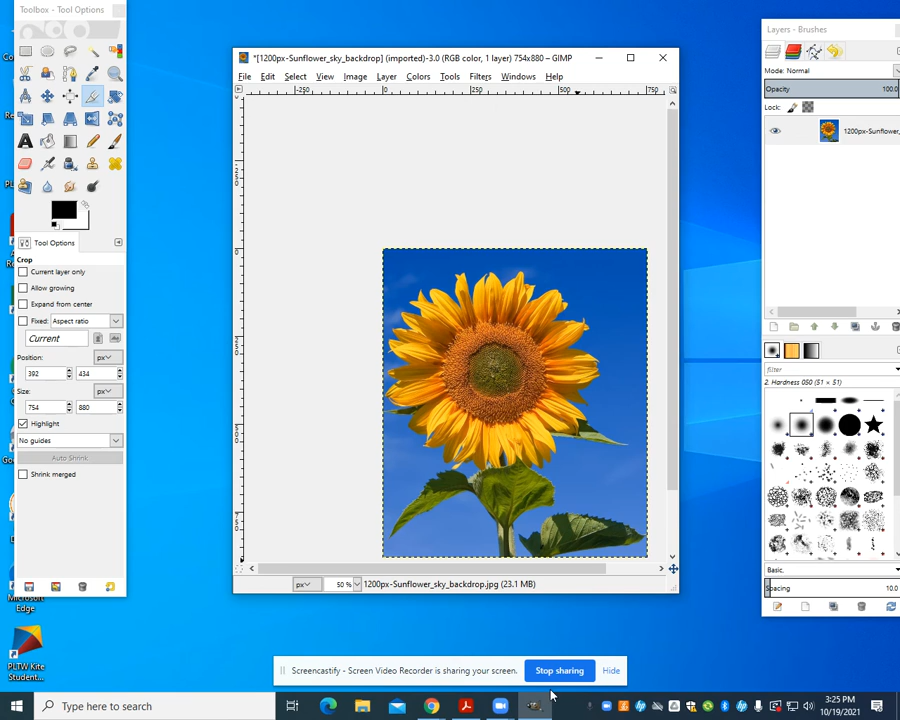 Toolbox - Tool Options
Tool Options
Crop
Current layer only
Allow growing
Expand from center
Fixed: Aspect ratio
Current
Position:
px
392
434
Size:
px
754
880
Highlight
No guides
Auto Shrink
Shrink merged
*[1200px-Sunflower_sky_backdrop] (imported)-3.0 (RGB color, 1 layer) 754x880 – GIMP
File Edit Select View Image Layer Colors Tools Filters Windows Help
-250 0 250 500 750
px 50 % 1200px-Sunflower_sky_backdrop.jpg (23.1 MB)
Layers - Brushes
Mode: Normal
Opacity 100.0
Lock:
1200px-Sunflower_
filter
2. Hardness 050 (51 × 51)
Basic,
Spacing 10.0
Microsoft
Edge
PLTW Kite
Student...
Screencastify - Screen Video Recorder is sharing your screen.
Stop sharing
Hide
Type here to search
3:25 PM
10/19/2021